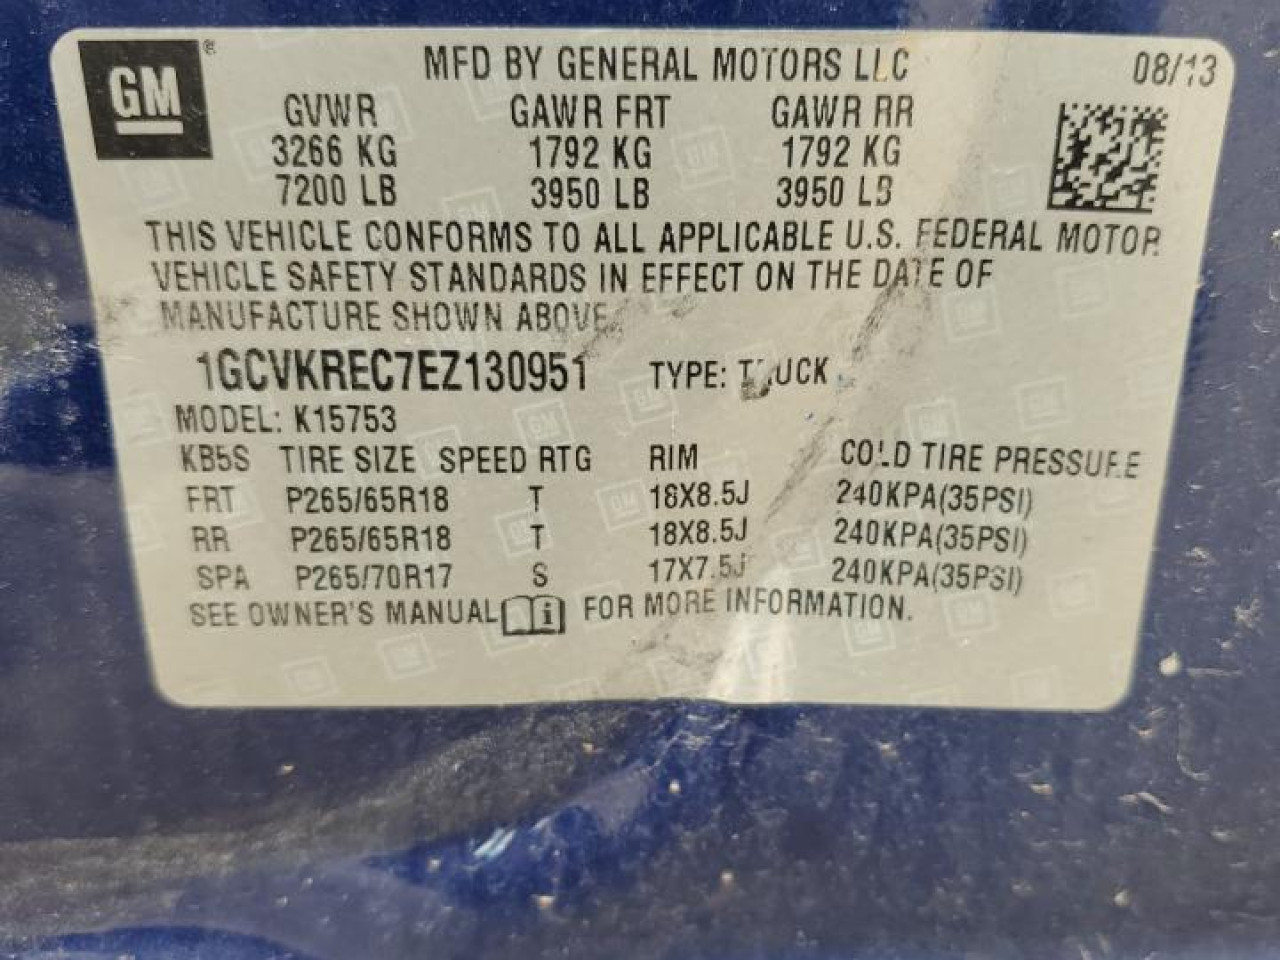 GM ® MFD BY GENERAL MOTORS LLC 08/13
GVWR GAWR FRT GAWR RR
3266 KG 1792 KG 1792 KG
7200 LB 3950 LB 3950 LB
THIS VEHICLE CONFORMS TO ALL APPLICABLE U.S. FEDERAL MOTOR
VEHICLE SAFETY STANDARDS IN EFFECT ON THE DATE OF
MANUFACTURE SHOWN ABOVE.
1GCVKREC7EZ130951 TYPE: TRUCK
MODEL: K15753
KB5S TIRE SIZE SPEED RTG RIM COLD TIRE PRESSURE
FRT P265/65R18 T 18X8.5J 240KPA(35PSI)
RR P265/65R18 T 18X8.5J 240KPA(35PSI)
SPA P265/70R17 S 17X7.5J 240KPA(35PSI)
SEE OWNER'S MANUAL i FOR MORE INFORMATION.